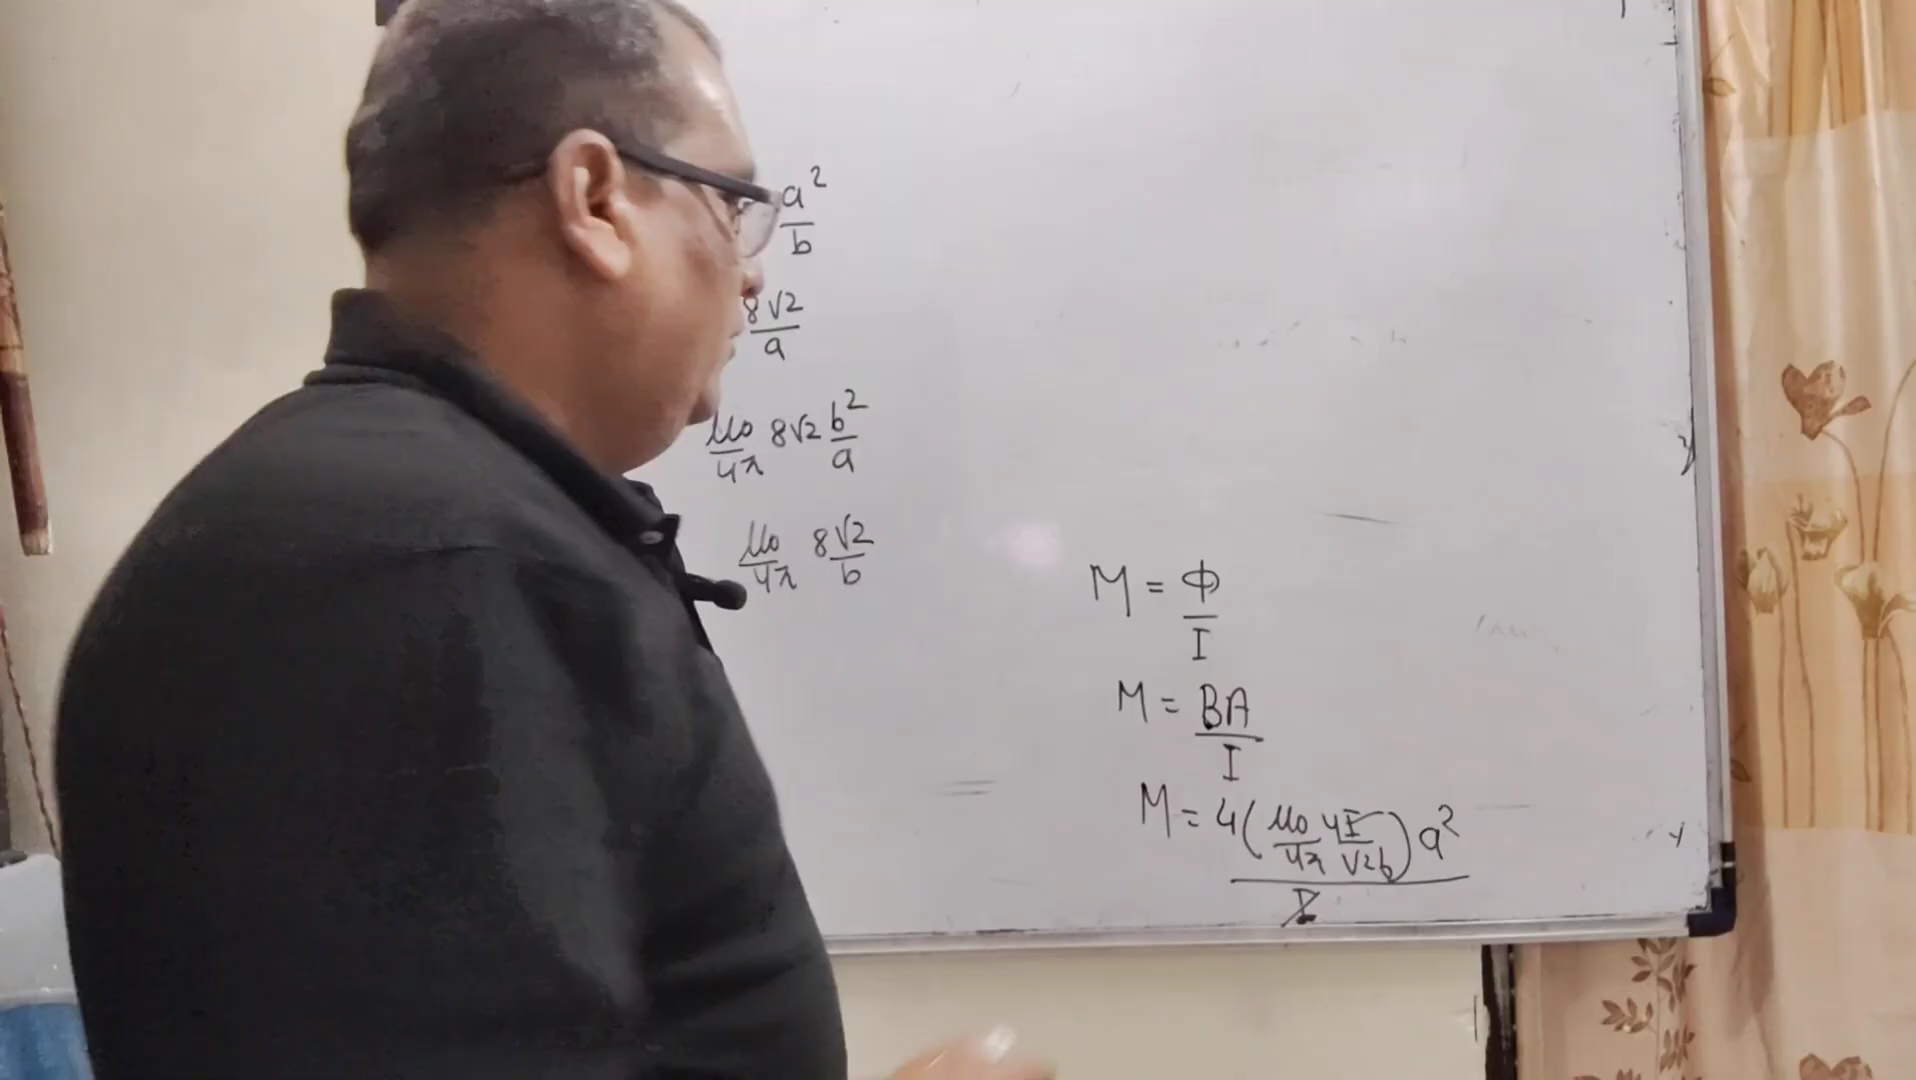 a²/b
8√2/a
μ₀/4π 8√2 b²/a
μ₀/4π 8√2/b
M = Φ/I
M = BA/I
M = 4(μ₀/4π 4I/√2b)a²/I